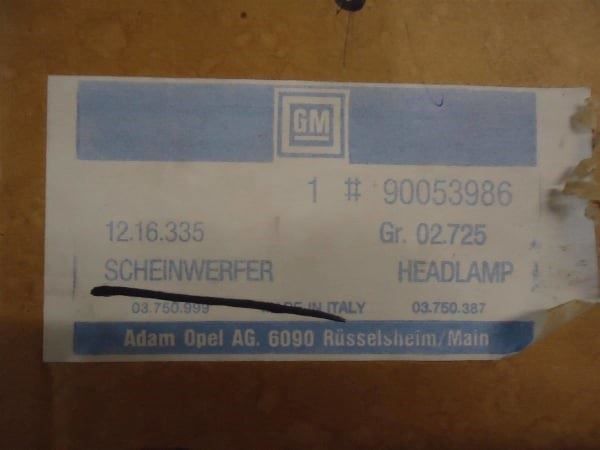 GM
1 # 90053986
12.16.335 Gr. 02.725
SCHEINWERFER HEADLAMP
03.750.999 MADE IN ITALY 03.750.387
Adam Opel AG. 6090 Rüsselsheim/Main